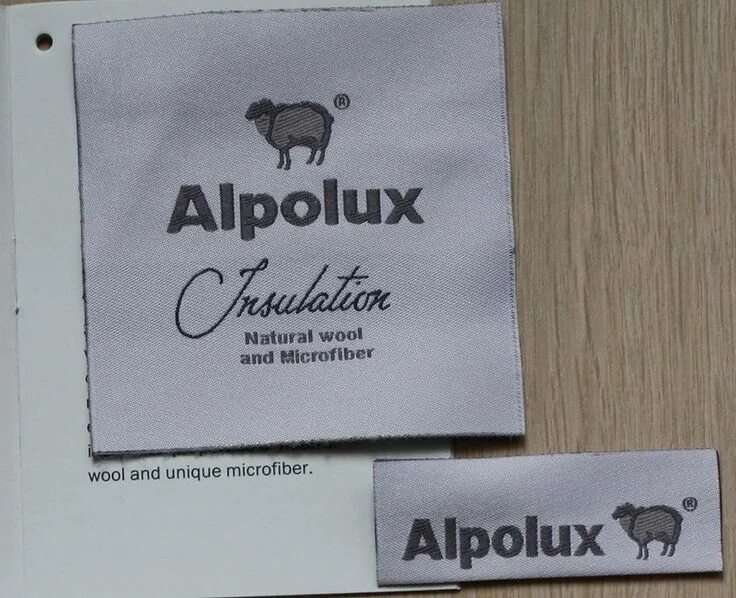 ®
Alpolux
Insulation
Natural wool
and Microfiber
wool and unique microfiber.
Alpolux ®